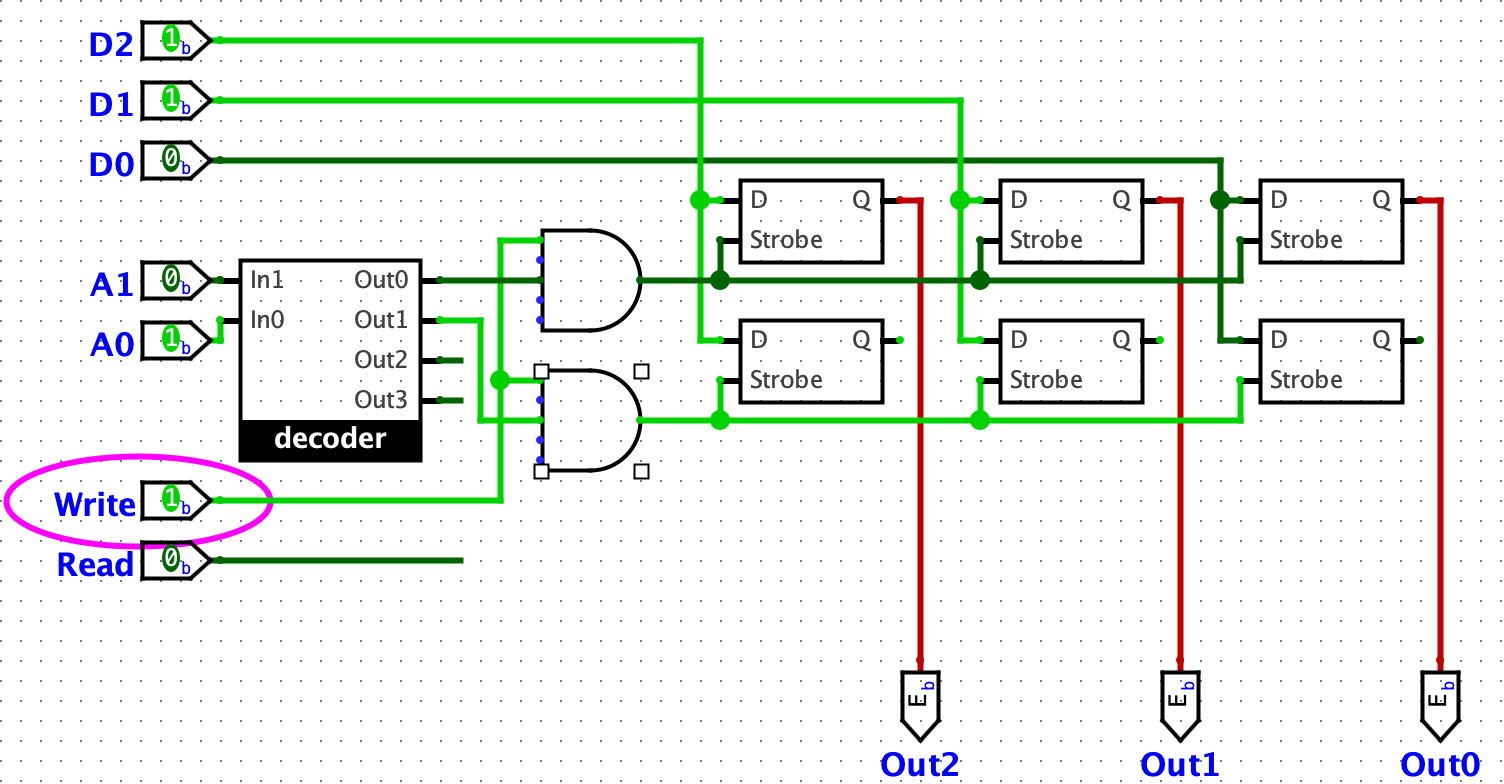 D2 1b
D1 1b
D0 0b
D Q D Q D Q
Strobe Strobe Strobe
A1 0b In1 Out0
A0 1b In0 Out1
Out2
Out3
decoder
D Q D Q D Q
Strobe Strobe Strobe
Write 1b
Read 0b
Eb Eb Eb
Out2 Out1 Out0